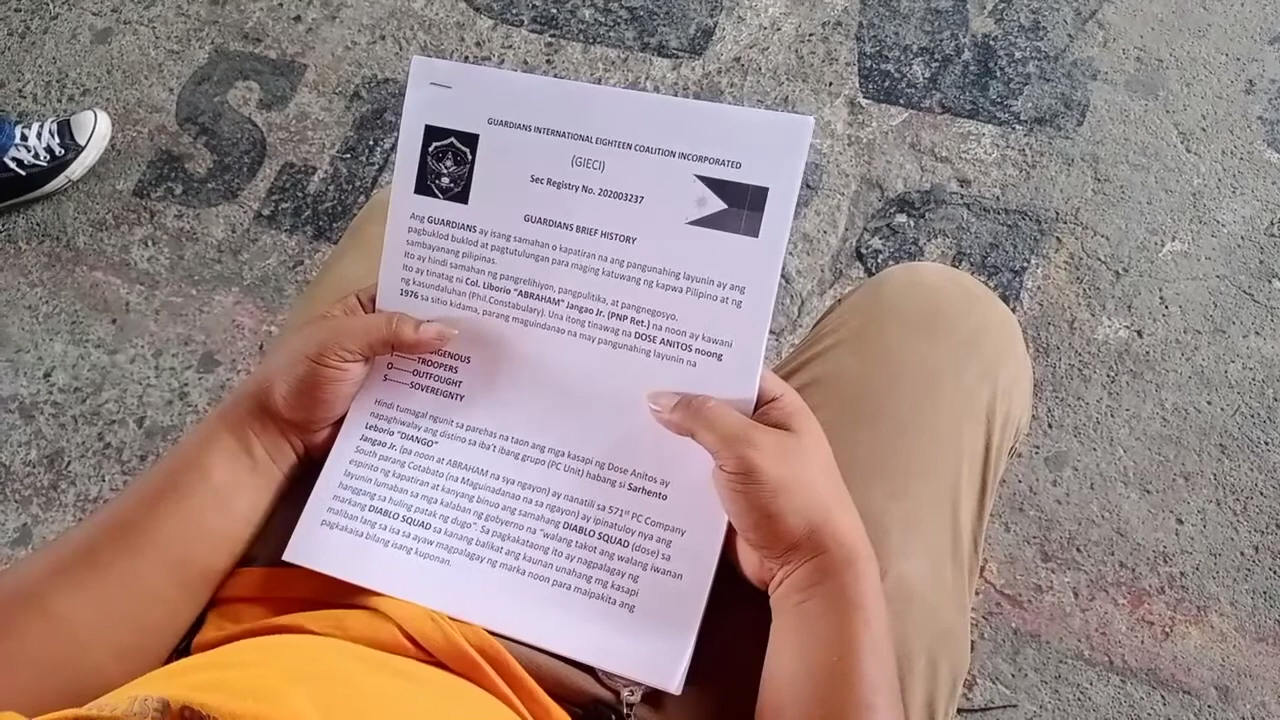 GUARDIANS INTERNATIONAL EIGHTEEN COALITION INCORPORATED
(GIECI)
Sec Registry No. 202003237
GUARDIANS BRIEF HISTORY
Ang GUARDIANS ay isang samahan o kapatiran na ang pangunahing layunin ay ang
pagbuklod buklod at pagtutulungan para maging katuwang ng kapwa Pilipino at ng
sambayanang pilipinas.
Ito ay hindi samahan ng pangrelihiyon, pangpulitika, at pangnegosyo.
Ito ay tinatag ni Col. Liborio "ABRAHAM" Jangao Jr. (PNP Ret.) na noon ay kawani
ng kasundaluhan (Phil.Constabulary). Una itong tinawag na DOSE ANITOS noong
1976 sa sitio kidama, parang maguindanao na may pangunahing layunin na
TROOPERS
O------OUTFOUGHT
S-------SOVEREIGNTY
Hindi tumagal ngunit sa parehas na taon ang mga kasapi ng Dose Anitos ay
napaghiwalay ang distino sa iba't ibang grupo (PC Unit) habang si Sarhento
Leborio "DIANGO"
Jangao Jr. (pa noon at ABRAHAM na sya ngayon) ay nanatili sa 571st PC Company
South parang Cotabato (na Maguinadanao na sa ngayon) ay ipinatuloy nya ang
espirito ng kapatiran at kanyang binuo ang samahang DIABLO SQUAD (dose) sa
layunin lumaban sa mga kalaban ng gobyerno na "walang takot ang walang iwanan
hanggang sa huling patak ng dugo". Sa pagkakataong ito ay nagpalagay ng
markang DIABLO SQUAD sa kanang balikat ang kaunan unahang mg kasapi
maliban lang sa isa sa ayaw magpalagay ng marka noon para maipakita ang
pagkakaisa bilang isang kuponan.